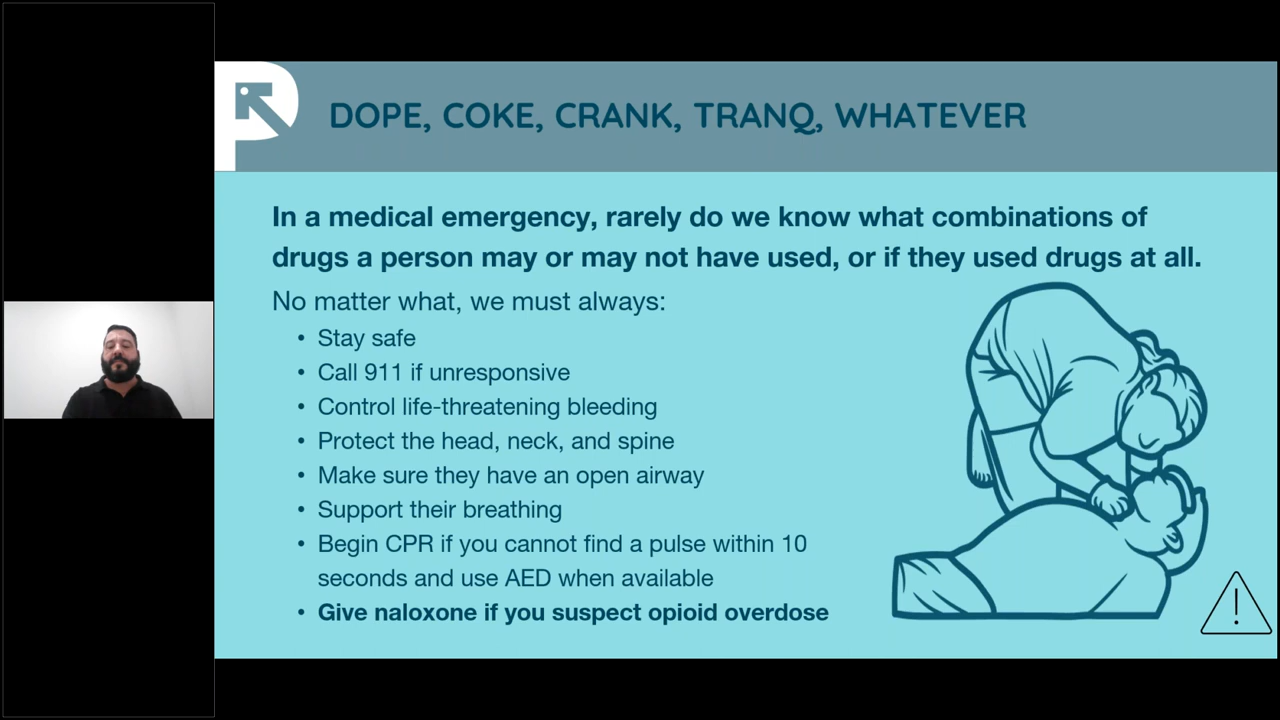 DOPE, COKE, CRANK, TRANQ, WHATEVER
In a medical emergency, rarely do we know what combinations of
drugs a person may or may not have used, or if they used drugs at all.
No matter what, we must always:
• Stay safe
• Call 911 if unresponsive
• Control life-threatening bleeding
• Protect the head, neck, and spine
• Make sure they have an open airway
• Support their breathing
• Begin CPR if you cannot find a pulse within 10
seconds and use AED when available
• Give naloxone if you suspect opioid overdose